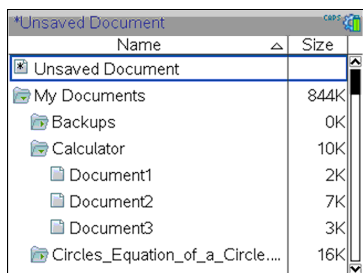 *Unsaved Document CAPS
Name Size
Unsaved Document
My Documents 844K
Backups 0K
Calculator 10K
Document1 2K
Document2 7K
Document3 3K
Circles_Equation_of_a_Circle.... 16K